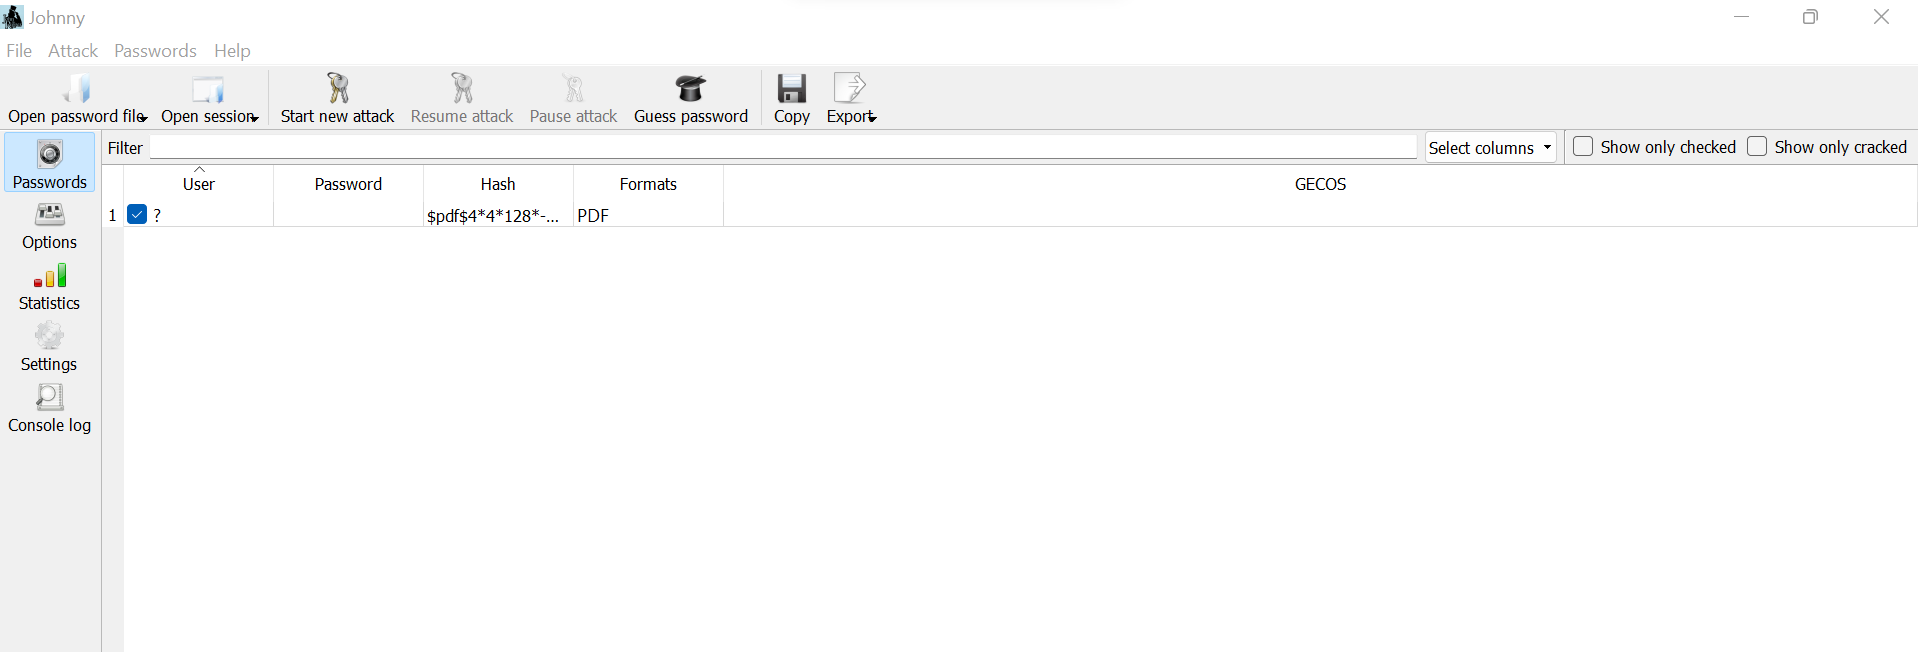 Johnny
File Attack Passwords Help
Open password file Open session Start new attack Resume attack Pause attack Guess password Copy Export
Passwords
Filter Select columns Show only checked Show only cracked
User Password Hash Formats GECOS
1 ? $pdf$4*4*128*-... PDF
Options
Statistics
Settings
Console log